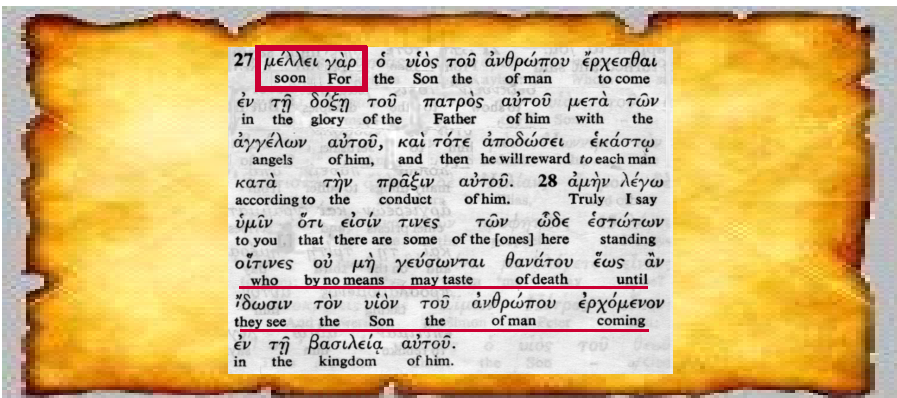 27 μέλλει γὰρ ὁ υἱὸς τοῦ ἀνθρώπου ἔρχεσθαι
soon For the Son the of man to come
ἐν τῇ δόξῃ τοῦ πατρὸς αὐτοῦ μετὰ τῶν
in the glory of the Father of him with the
ἀγγέλων αὐτοῦ, καὶ τότε ἀποδώσει ἑκάστῳ
angels of him, and then he will reward to each man
κατὰ τὴν πρᾶξιν αὐτοῦ. 28 ἀμὴν λέγω
according to the conduct of him. Truly I say
ὑμῖν ὅτι εἰσίν τινες τῶν ὧδε ἑστώτων
to you that there are some of the [ones] here standing
οἵτινες οὐ μὴ γεύσωνται θανάτου ἕως ἂν
who by no means may taste of death until
ἴδωσιν τὸν υἱὸν τοῦ ἀνθρώπου ἐρχόμενον
they see the Son the of man coming
ἐν τῇ βασιλείᾳ αὐτοῦ.
in the kingdom of him.